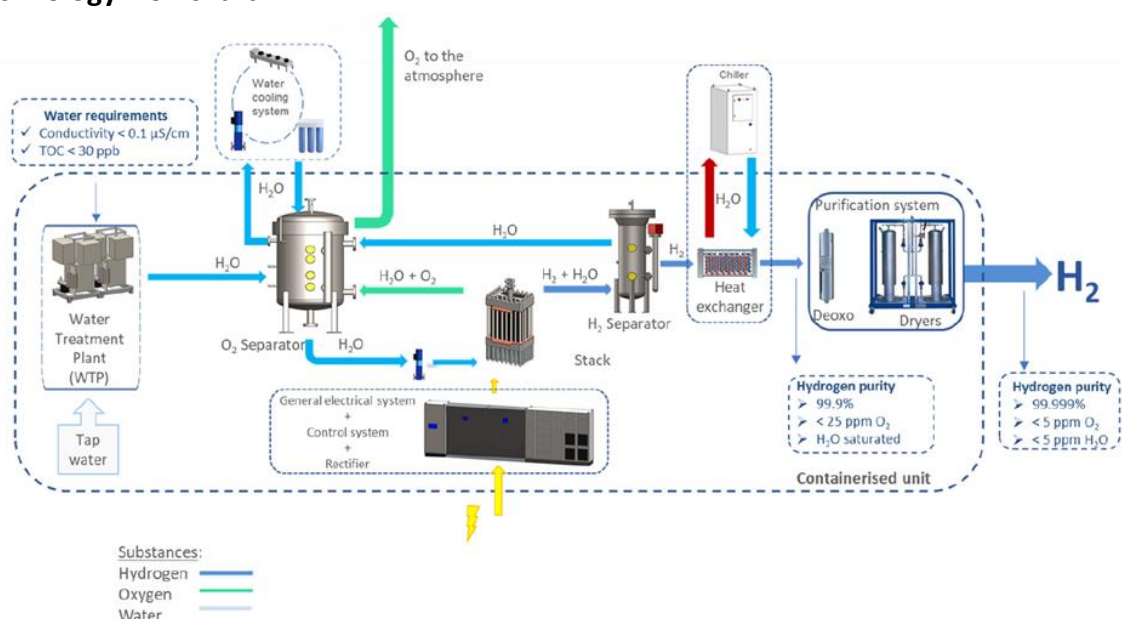 O₂ to the
atmosphere
Water
cooling
system
Chiller
Water requirements
✓ Conductivity < 0.1 µS/cm
✓ TOC < 30 ppb
H₂O
H₂O
Purification system
H₂O
H₂O
H₂
H₂O + O₂
H₂ + H₂O
Heat
exchanger
H₂
Deoxo
Dryers
Water
Treatment
Plant
(WTP)
O₂ Separator
H₂O
H₂ Separator
Stack
General electrical system
+
Control system
+
Rectifier
Tap
water
Hydrogen purity
➢ 99.9%
➢ < 25 ppm O₂
➢ H₂O saturated
Hydrogen purity
➢ 99.999%
➢ < 5 ppm O₂
➢ < 5 ppm H₂O
Containerised unit
Substances:
Hydrogen
Oxygen
Water